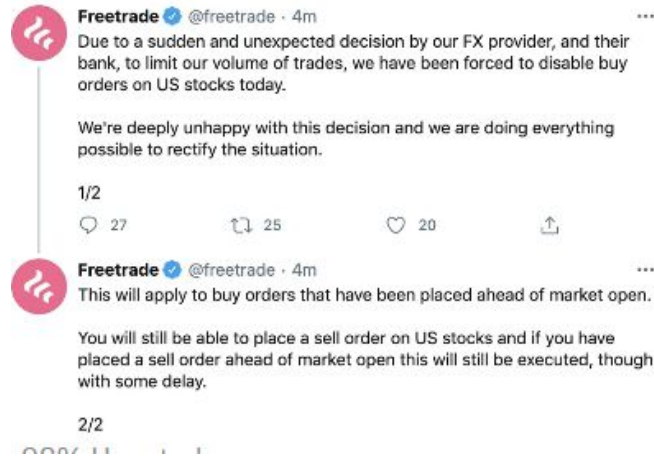 Freetrade @freetrade · 4m
Due to a sudden and unexpected decision by our FX provider, and their
bank, to limit our volume of trades, we have been forced to disable buy
orders on US stocks today.
We're deeply unhappy with this decision and we are doing everything
possible to rectify the situation.
1/2
27 25 20
Freetrade @freetrade · 4m
This will apply to buy orders that have been placed ahead of market open.
You will still be able to place a sell order on US stocks and if you have
placed a sell order ahead of market open this will still be executed, though
with some delay.
2/2